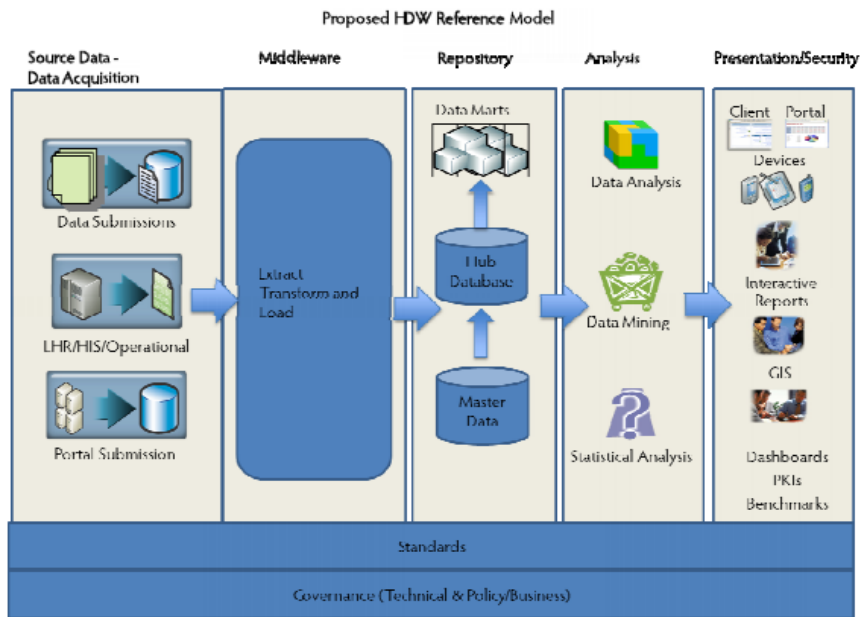 Proposed HDW Reference Model
Source Data -
Data Acquisition
Middleware
Repository
Analysis
Presentation/Security
Data Submissions
LHR/HIS/Operational
Portal Submission
Extract
Transform and
Load
Data Marts
Hub
Database
Master
Data
Data Analysis
Data Mining
Statistical Analysis
Client Portal
Devices
Interactive
Reports
GIS
Dashboards
PKIs
Benchmarks
Standards
Governance (Technical & Policy/Business)